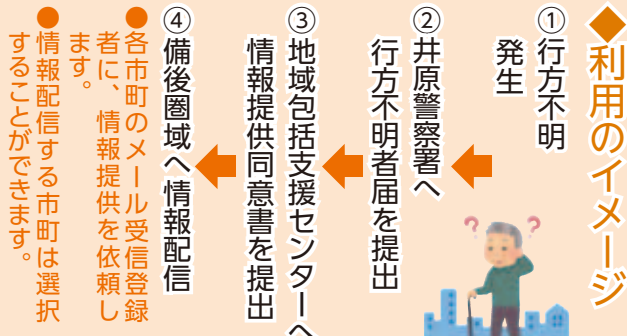 ◆利用のイメージ
①行方不明
発生
②井原警察署へ
行方不明者届を提出
③地域包括支援センターへ
情報提供同意書を提出
④備後圏域へ情報配信
●各市町のメール受信登録
者に、情報提供を依頼し
ます。
●情報配信する市町は選択
することができます。
? ?